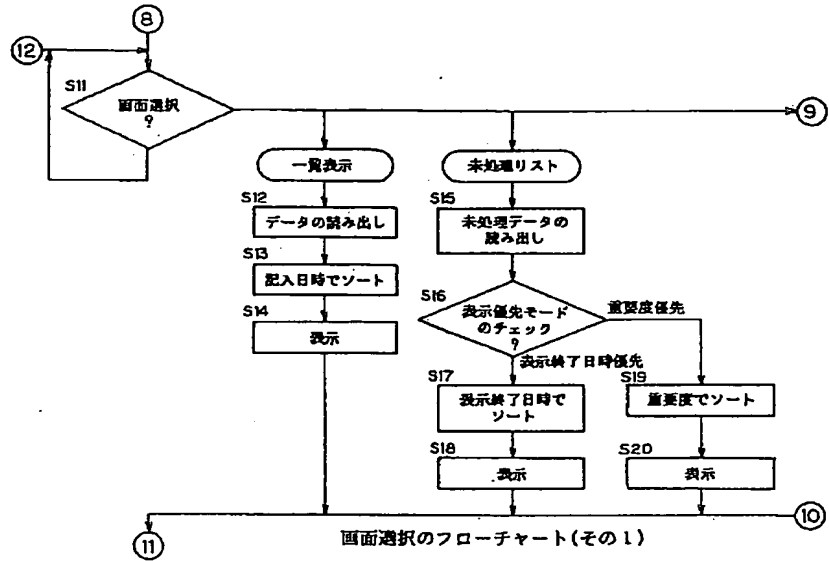 8
12
S11
画面選択
?
9
一覧表示
未処理リスト
S12
データの読み出し
S15
未処理データの
読み出し
S13
記入日時でソート
S14
表示
S16
表示優先モード
のチェック
?
重要度優先
表示終了日時優先
S17
表示終了日時で
ソート
S19
重要度でソート
S18
表示
S20
表示
10
11
画面選択のフローチャート(その1)